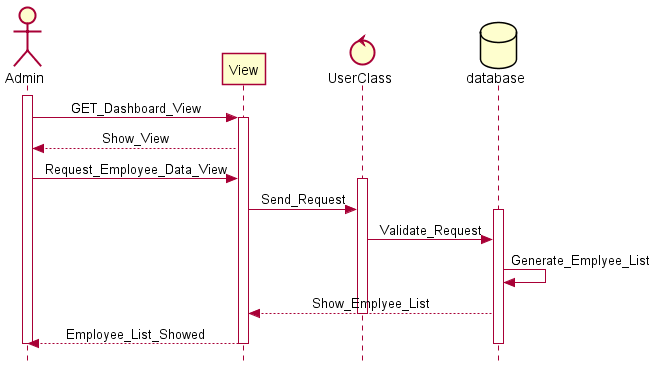 Admin
View
UserClass
database
GET_Dashboard_View
Show_View
Request_Employee_Data_View
Send_Request
Validate_Request
Generate_Emplyee_List
Show_Emplyee_List
Employee_List_Showed